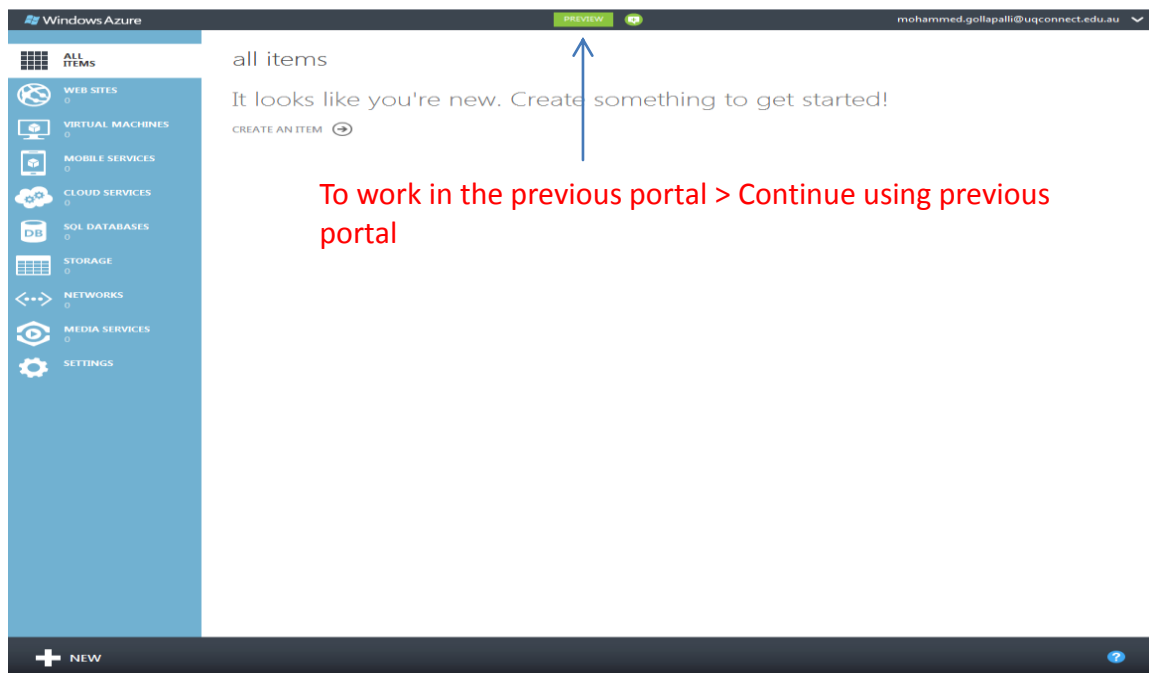 Windows Azure
PREVIEW
mohammed.gollapalli@uqconnect.edu.au
ALL
ITEMS
WEB SITES
0
VIRTUAL MACHINES
0
MOBILE SERVICES
0
CLOUD SERVICES
0
DB
SQL DATABASES
0
STORAGE
0
NETWORKS
0
MEDIA SERVICES
0
SETTINGS
all items
It looks like you're new. Create something to get started!
CREATE AN ITEM
To work in the previous portal > Continue using previous
portal
NEW
?